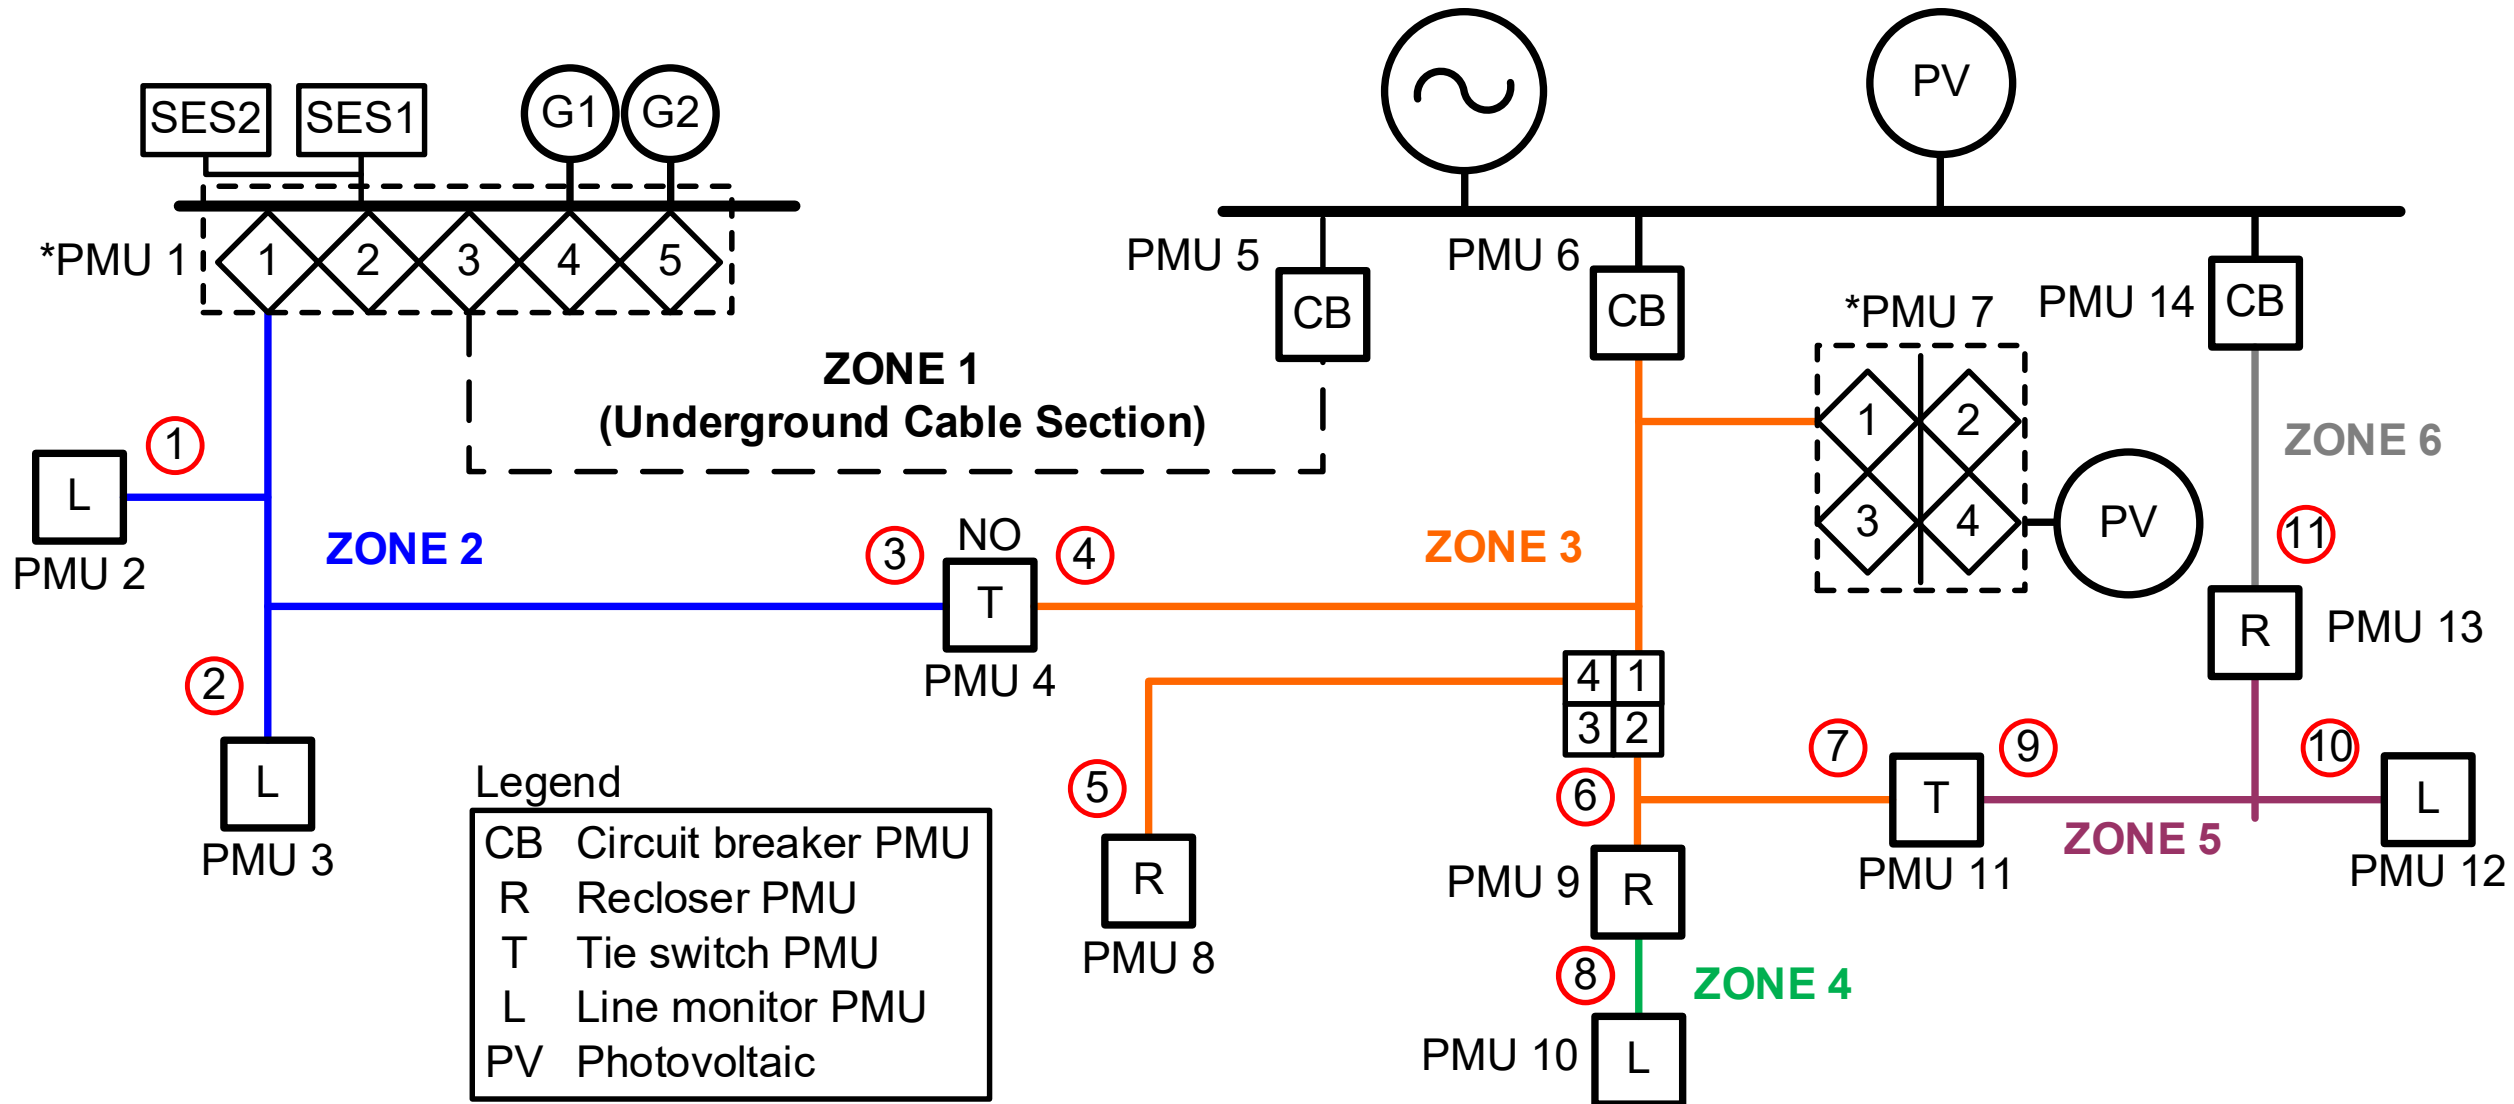 SES2 SES1 G1 G2 PV
*PMU 1 1 2 3 4 5
PMU 5 PMU 6
CB CB PMU 14 CB
*PMU 7
ZONE 1
(Underground Cable Section)
1 2
3 4 PV
ZONE 6
1
L
PMU 2
ZONE 2
3 NO 4
T
PMU 4
ZONE 3
11
R PMU 13
2
L
PMU 3
4 1
3 2
5
R
PMU 8
6
7 9 10
T L
ZONE 5
PMU 11 PMU 12
PMU 9 R
8 ZONE 4
PMU 10 L
Legend
CB Circuit breaker PMU
R Recloser PMU
T Tie switch PMU
L Line monitor PMU
PV Photovoltaic